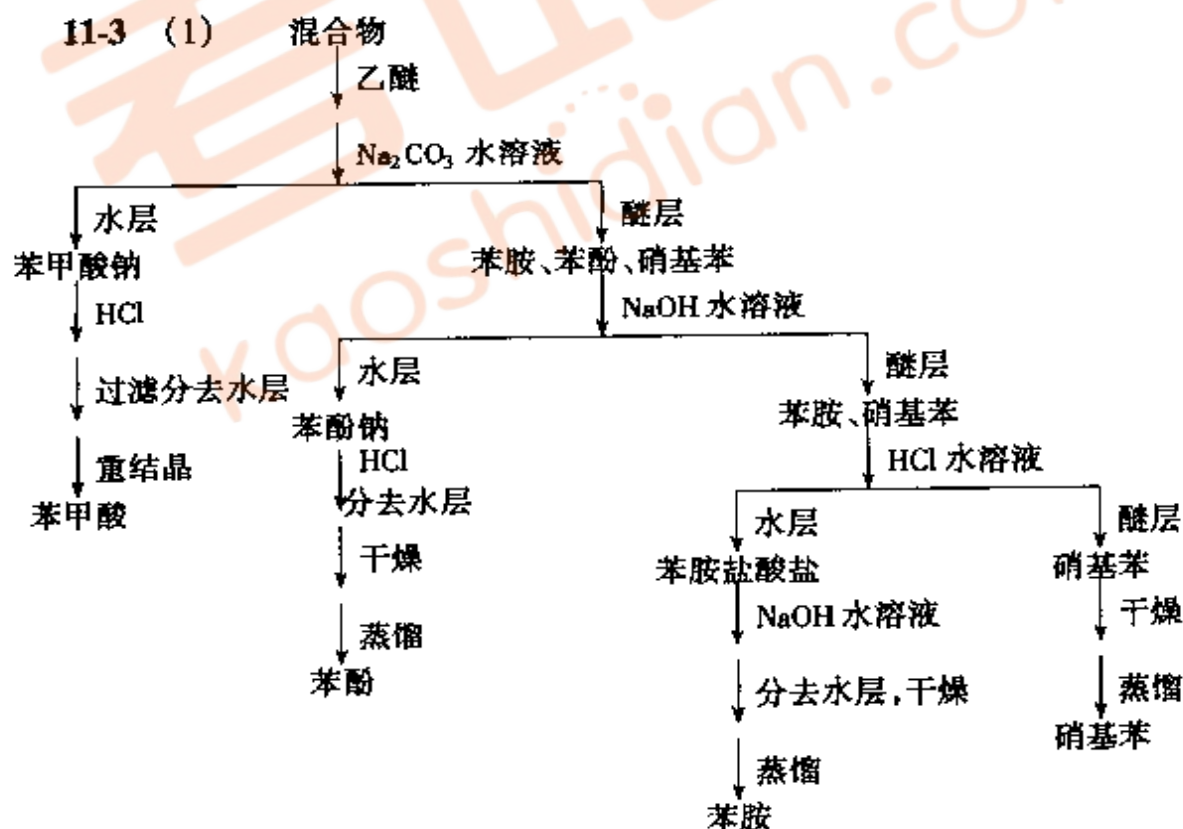 11-3 (1) 混合物
乙醚
Na₂CO₃ 水溶液
水层
醚层
苯甲酸钠
苯胺、苯酚、硝基苯
HCl
NaOH 水溶液
过滤分去水层
水层
醚层
苯酚钠
苯胺、硝基苯
重结晶
HCl
HCl 水溶液
苯甲酸
分去水层
水层
醚层
干燥
苯胺盐酸盐
硝基苯
NaOH 水溶液
干燥
蒸馏
苯酚
分去水层,干燥
蒸馏
硝基苯
蒸馏
苯胺
kaoshidian.com